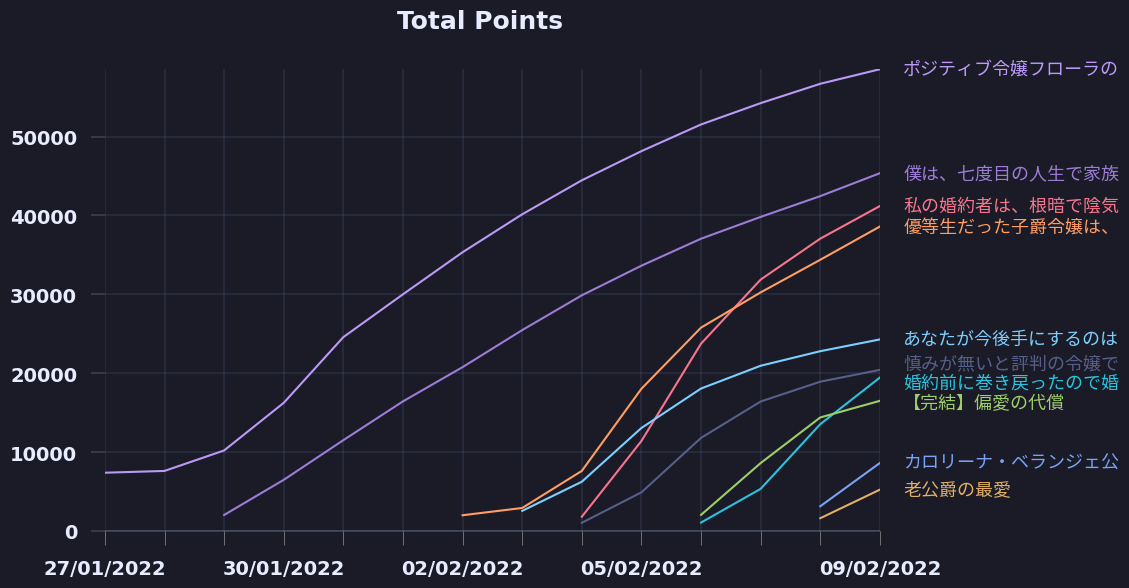 Total Points
ポジティブ令嬢フローラの
50000
僕は、七度目の人生で家族
40000
私の婚約者は、根暗で陰気
優等生だった子爵令嬢は、
30000
あなたが今後手にするのは
20000
慎みが無いと評判の令嬢で
婚約前に巻き戻ったので婚
【完結】偏愛の代償
10000
カロリーナ・ベランジェ公
老公爵の最愛
0
27/01/2022 30/01/2022 02/02/2022 05/02/2022 09/02/2022